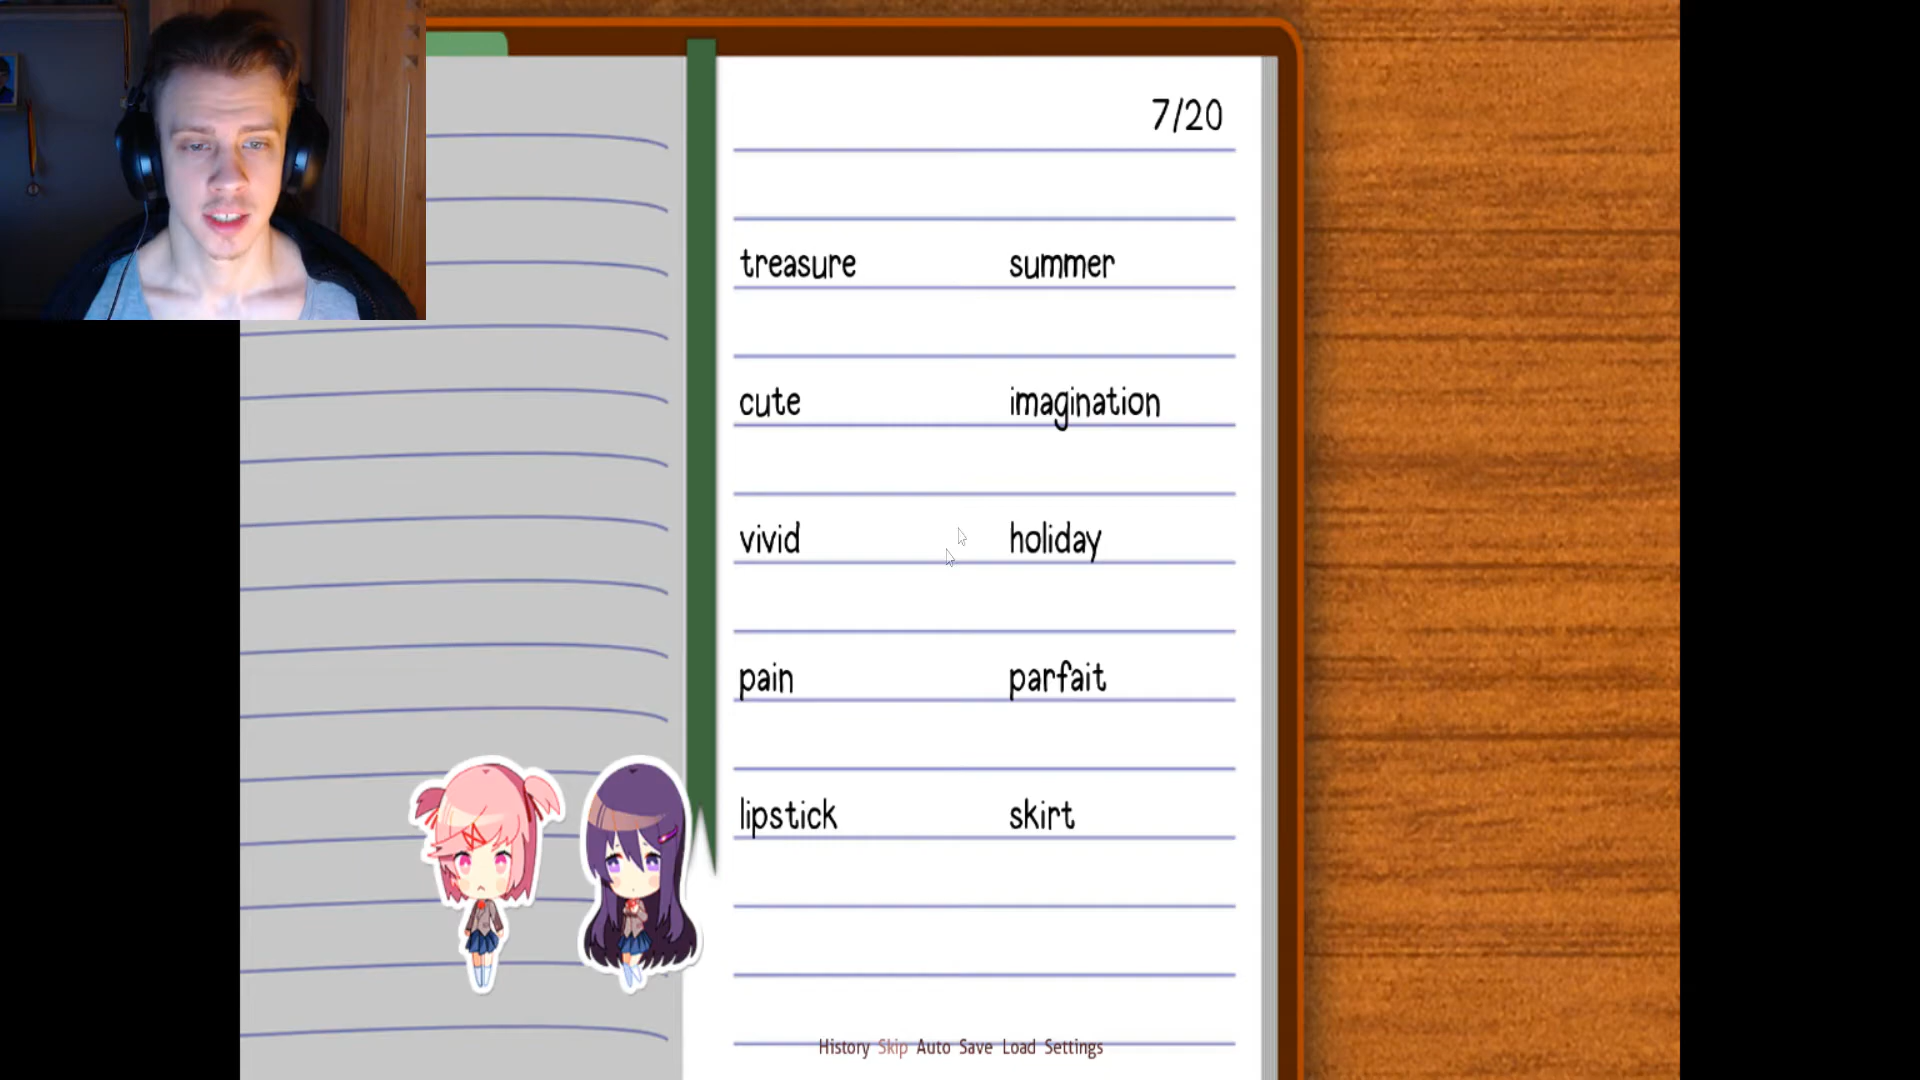 7/20
treasure summer
cute imagination
vivid holiday
pain parfait
lipstick skirt
History Skip Auto Save Load Settings